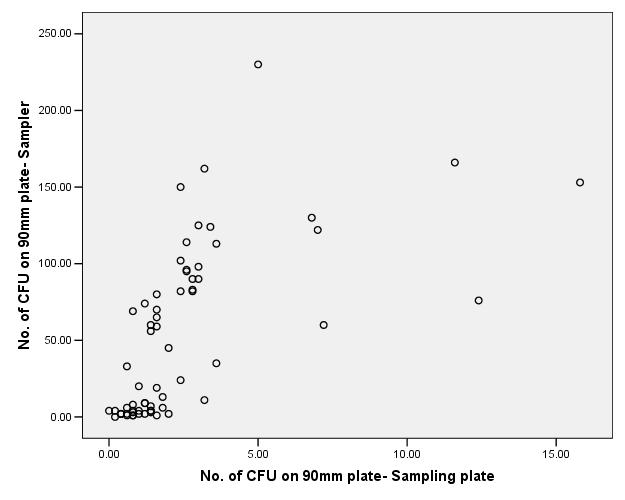 250.00
200.00
150.00
100.00
50.00
0.00
No. of CFU on 90mm plate- Sampler
0.00 5.00 10.00 15.00
No. of CFU on 90mm plate- Sampling plate